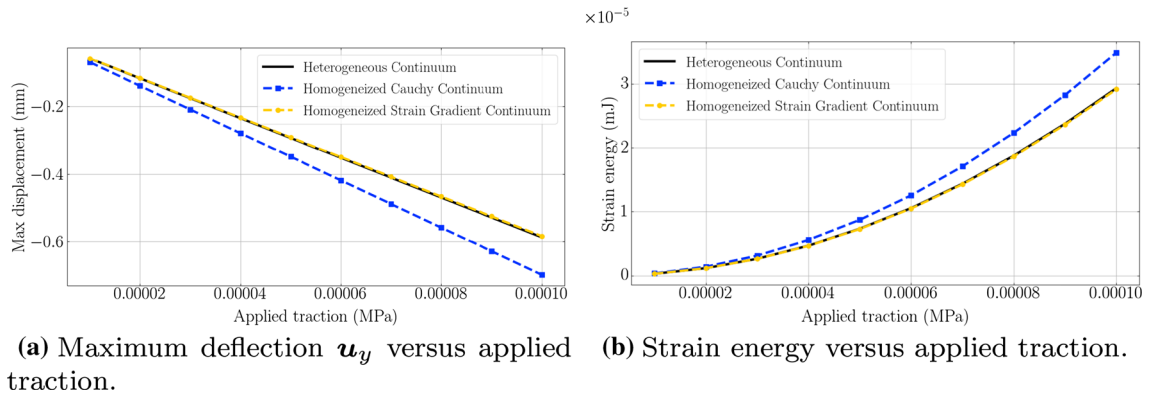 Heterogeneous Continuum
Homogeneized Cauchy Continuum
Homogeneized Strain Gradient Continuum
−0.2
−0.4
−0.6
Max displacement (mm)
0.00002 0.00004 0.00006 0.00008 0.00010
Applied traction (MPa)
(a) Maximum deflection u_y versus applied
traction.
×10⁻⁵
Heterogeneous Continuum
Homogeneized Cauchy Continuum
Homogeneized Strain Gradient Continuum
3
2
1
0
Strain energy (mJ)
0.00002 0.00004 0.00006 0.00008 0.00010
Applied traction (MPa)
(b) Strain energy versus applied traction.